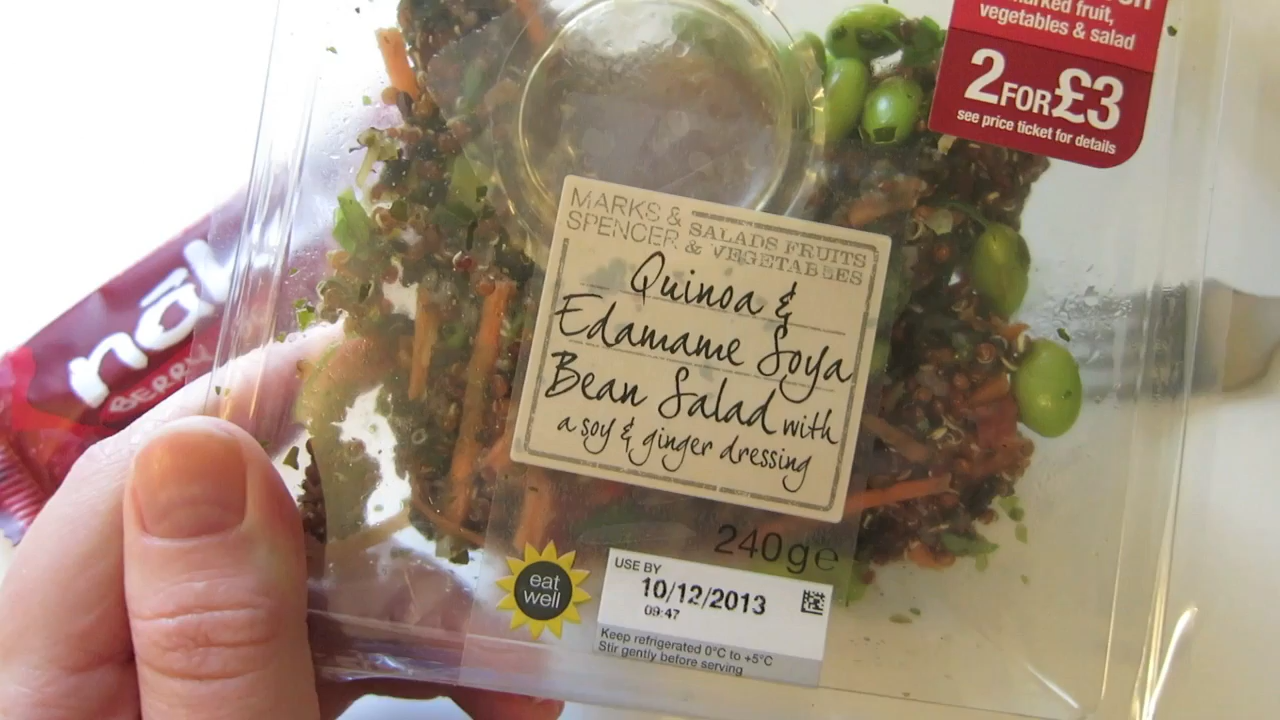 marked fruit,
vegetables & salad
2 FOR £3
see price ticket for details
MARKS & SPENCER
SALADS FRUITS & VEGETABLES
Quinoa &
Edamame Soya
Bean Salad with
a soy & ginger dressing
240g e
eat
well
USE BY
10/12/2013
09:47
Keep refrigerated 0°C to +5°C
Stir gently before serving
BERRY